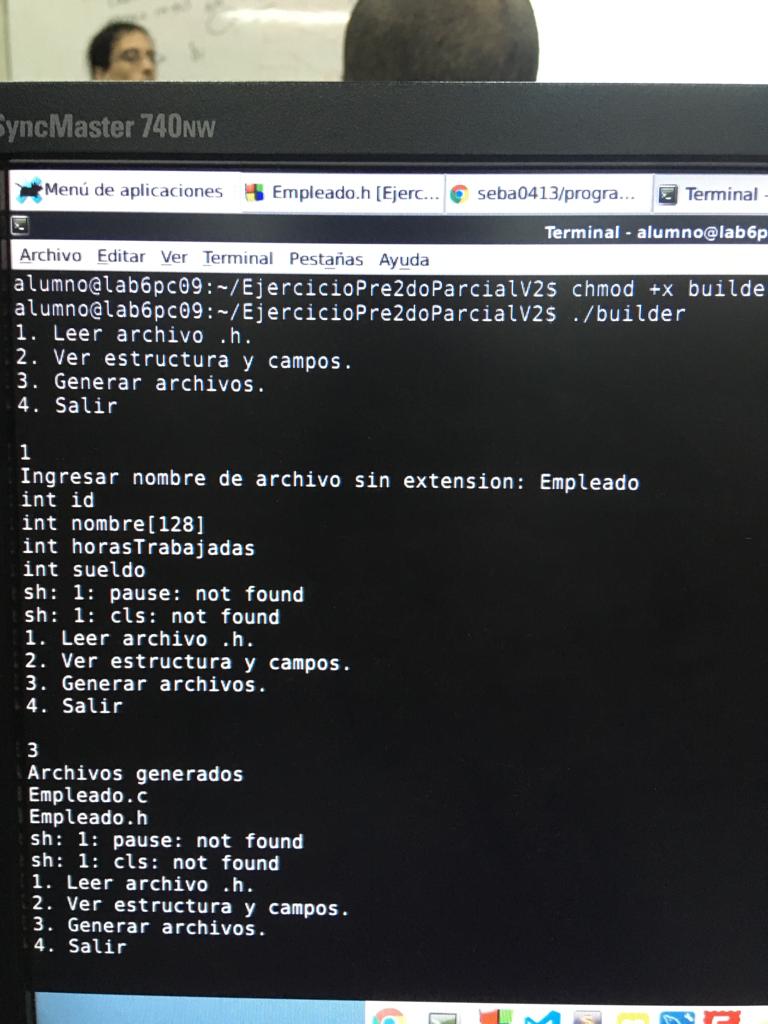 SyncMaster 740NW
Menú de aplicaciones
Empleado.h [Ejerc...
seba0413/progra...
Terminal -
Terminal - alumno@lab6p
Archivo Editar Ver Terminal Pestañas Ayuda
alumno@lab6pc09:~/EjercicioPre2doParcialV2$ chmod +x builde
alumno@lab6pc09:~/EjercicioPre2doParcialV2$ ./builder
1. Leer archivo .h.
2. Ver estructura y campos.
3. Generar archivos.
4. Salir
1
Ingresar nombre de archivo sin extension: Empleado
int id
int nombre[128]
int horasTrabajadas
int sueldo
sh: 1: pause: not found
sh: 1: cls: not found
1. Leer archivo .h.
2. Ver estructura y campos.
3. Generar archivos.
4. Salir
3
Archivos generados
Empleado.c
Empleado.h
sh: 1: pause: not found
sh: 1: cls: not found
1. Leer archivo .h.
2. Ver estructura y campos.
3. Generar archivos.
4. Salir